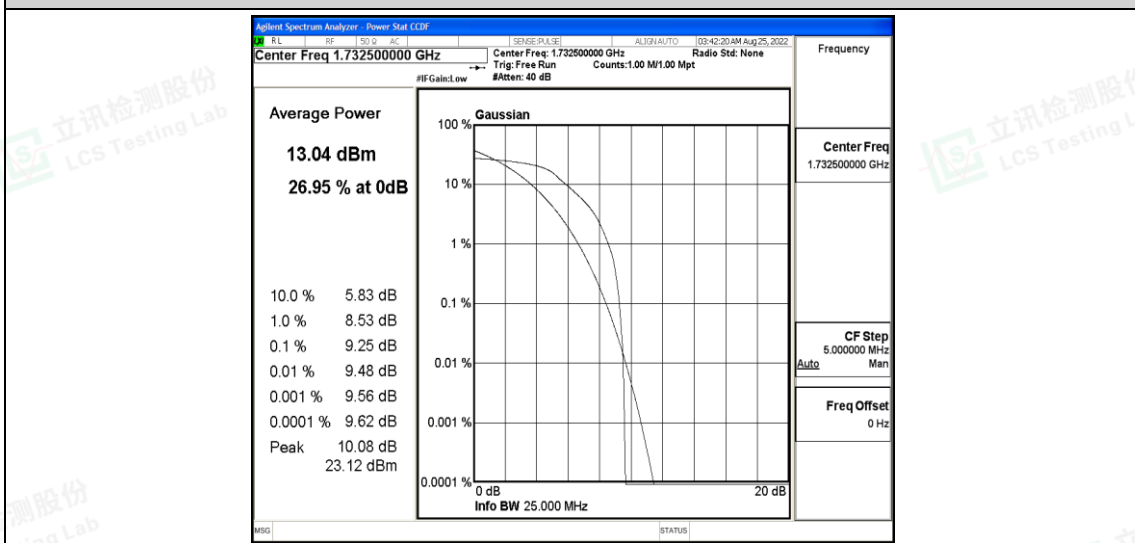 Agilent Spectrum Analyzer - Power Stat CCDF
RL RF 50 Ω AC SENSE:PULSE ALIGN AUTO 03:42:20 AM Aug 25, 2022
Center Freq 1.732500000 GHz
Center Freq: 1.732500000 GHz Radio Std: None
Trig: Free Run Counts:1.00 M/1.00 Mpt
#IFGain:Low #Atten: 40 dB
Average Power
13.04 dBm
26.95 % at 0dB
10.0 % 5.83 dB
1.0 % 8.53 dB
0.1 % 9.25 dB
0.01 % 9.48 dB
0.001 % 9.56 dB
0.0001 % 9.62 dB
Peak 10.08 dB
23.12 dBm
Gaussian
100 %
10 %
1 %
0.1 %
0.01 %
0.001 %
0.0001 %
0 dB 20 dB
Info BW 25.000 MHz
Frequency
Center Freq
1.732500000 GHz
CF Step
5.000000 MHz
Auto Man
Freq Offset
0 Hz
MSG STATUS
立讯检测股份
LCS Testing Lab
立讯检测股份
LCS Testing L
测股份
ng Lab
立